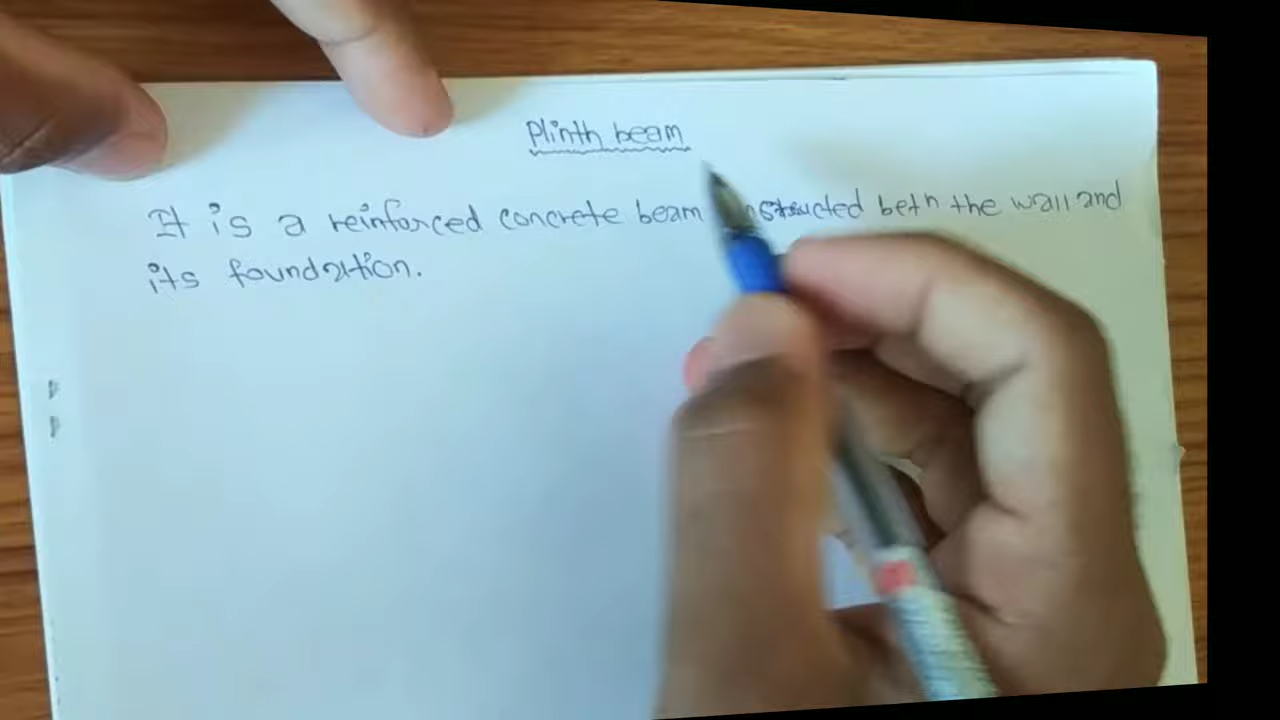 Plinth beam
It is a reinforced concrete beam constructed betn the wall and
its foundation.